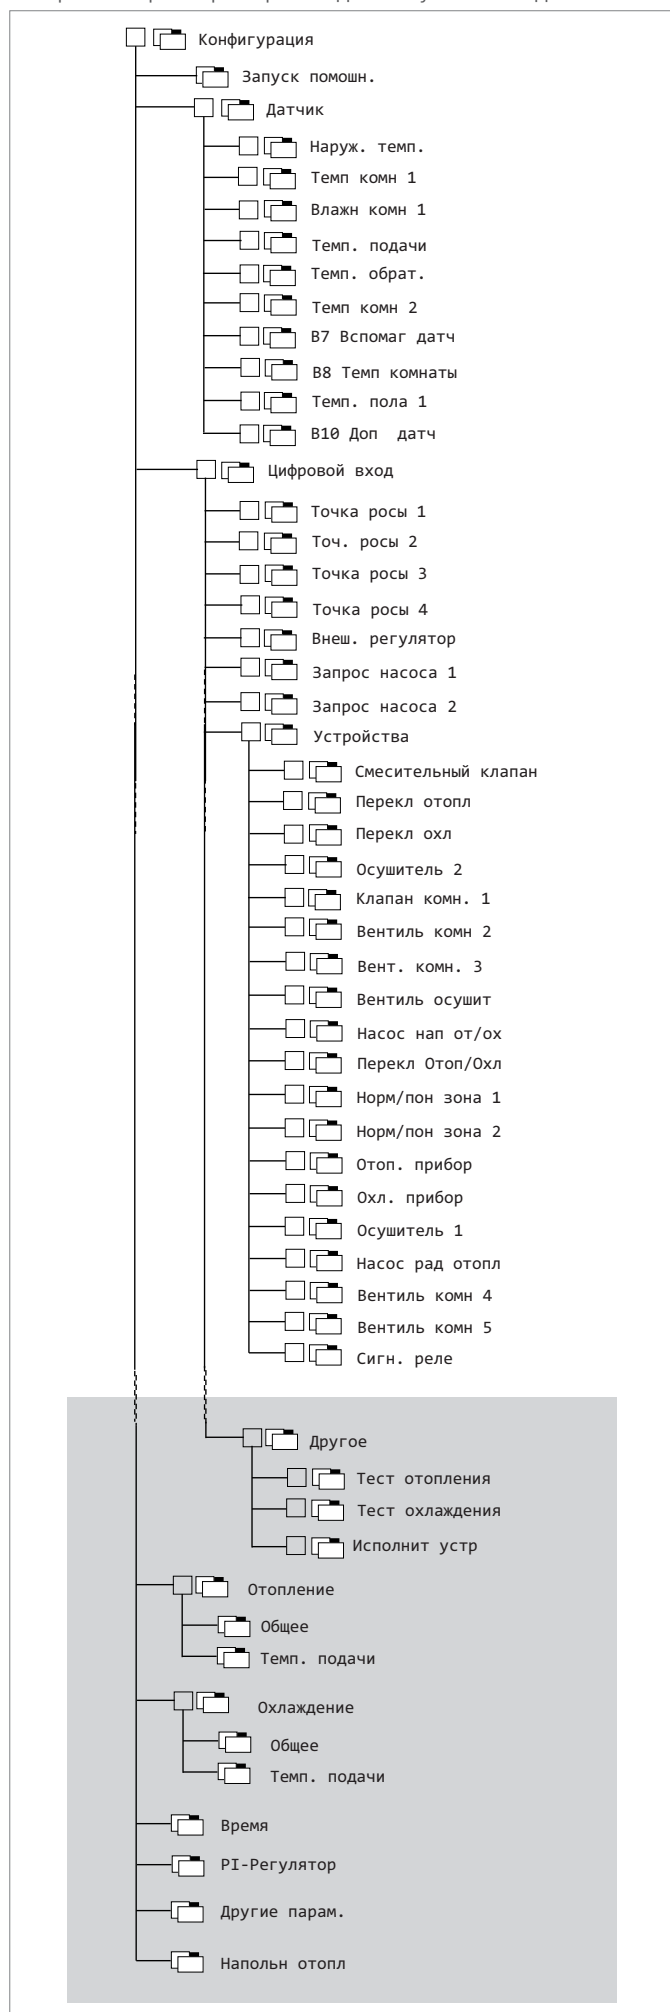 Конфигурация
Запуск помошн.
Датчик
Наруж. темп.
Темп комн 1
Влажн комн 1
Темп. подачи
Темп. обрат.
Темп комн 2
B7 Вспомаг датч
B8 Темп комнаты
Темп. пола 1
B10 Доп датч
Цифровой вход
Точка росы 1
Точ. росы 2
Точка росы 3
Точка росы 4
Внеш. регулятор
Запрос насоса 1
Запрос насоса 2
Устройства
Смесительный клапан
Перекл отопл
Перекл охл
Осушитель 2
Клапан комн. 1
Вентиль комн 2
Вент. комн. 3
Вентиль осушит
Насос нап от/ох
Перекл Отоп/Охл
Норм/пон зона 1
Норм/пон зона 2
Отоп. прибор
Охл. прибор
Осушитель 1
Насос рад отопл
Вентиль комн 4
Вентиль комн 5
Сигн. реле
Другое
Тест отопления
Тест охлаждения
Исполнит устр
Отопление
Общее
Темп. подачи
Охлаждение
Общее
Темп. подачи
Время
PI-Регулятор
Другие парам.
Напольн отопл